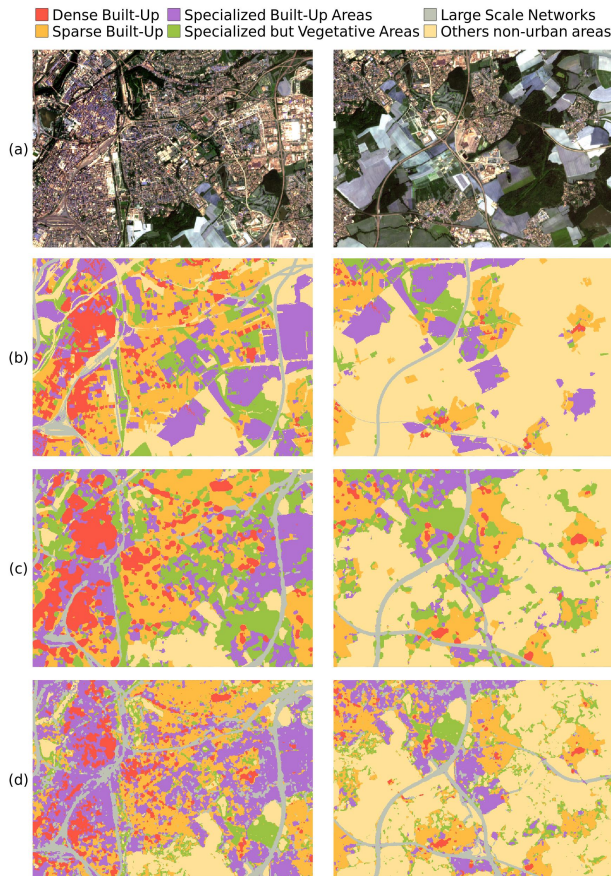 Dense Built-Up Specialized Built-Up Areas Large Scale Networks
Sparse Built-Up Specialized but Vegetative Areas Others non-urban areas
(a)
(b)
(c)
(d)